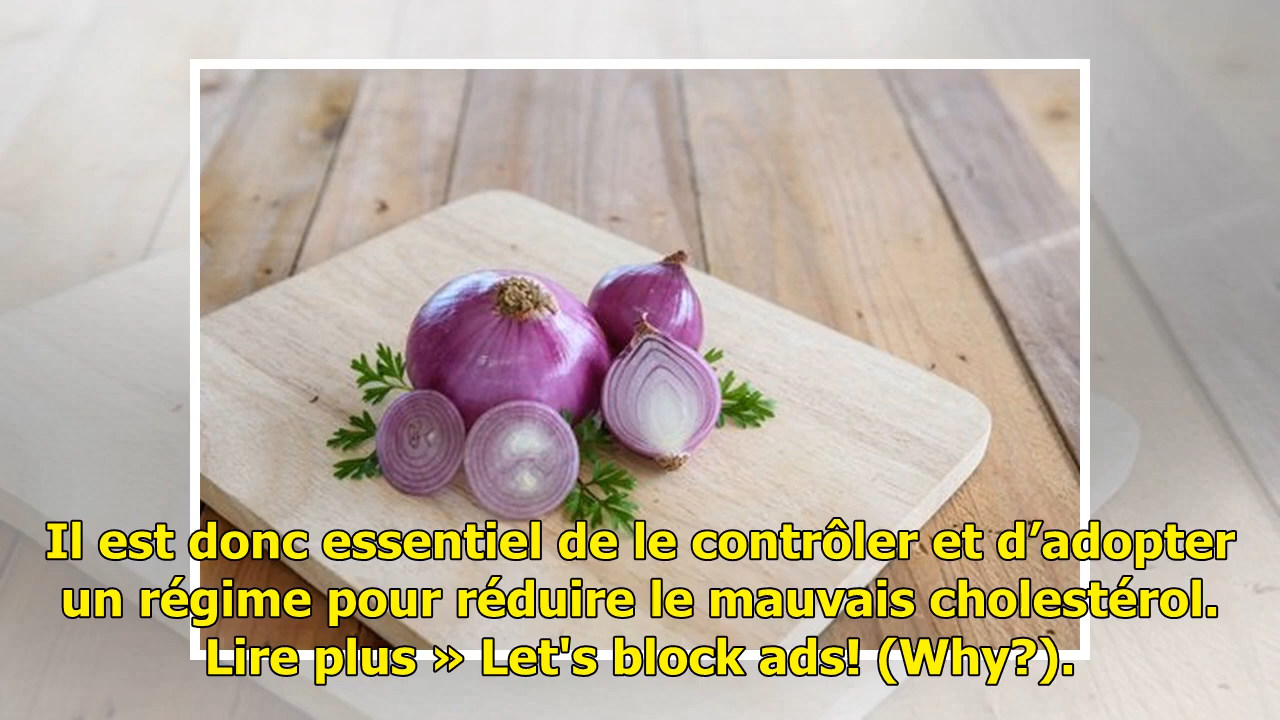 Il est donc essentiel de le contrôler et d’adopter
un régime pour réduire le mauvais cholestérol.
Lire plus » Let's block ads! (Why?).